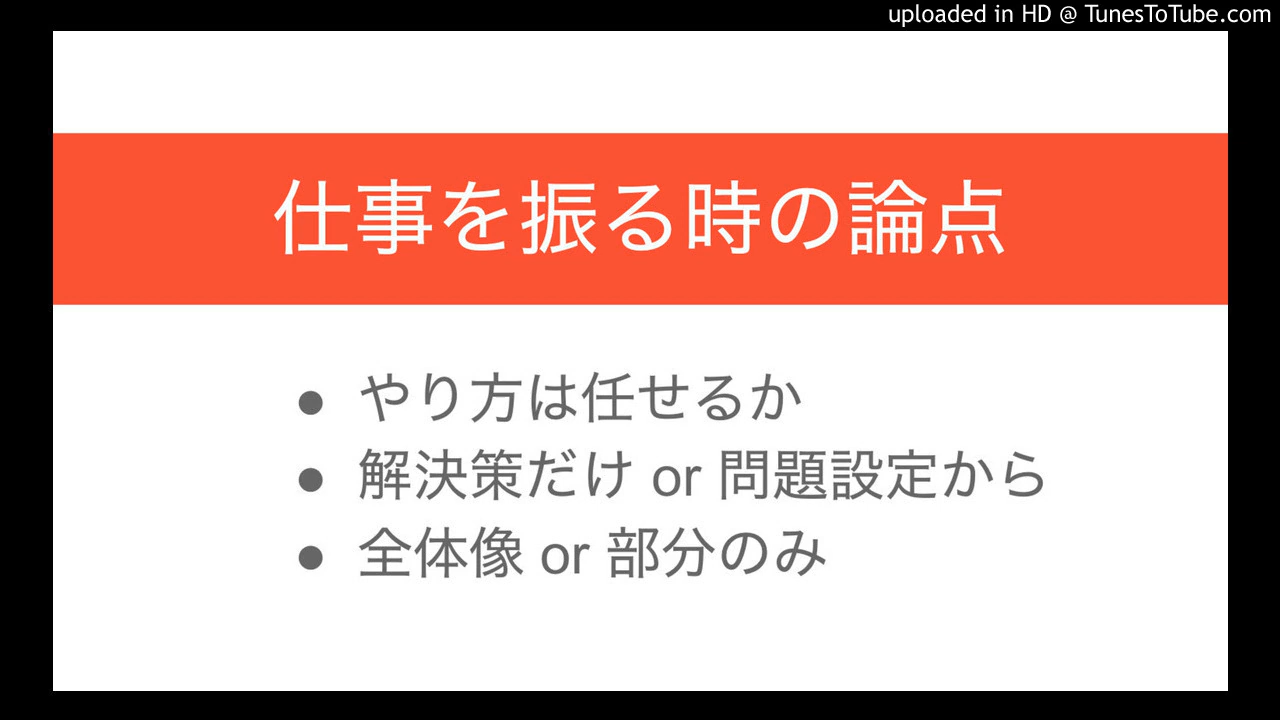 uploaded in HD @ TunesToTube.com
仕事を振る時の論点
● やり方は任せるか
● 解決策だけ or 問題設定から
● 全体像 or 部分のみ